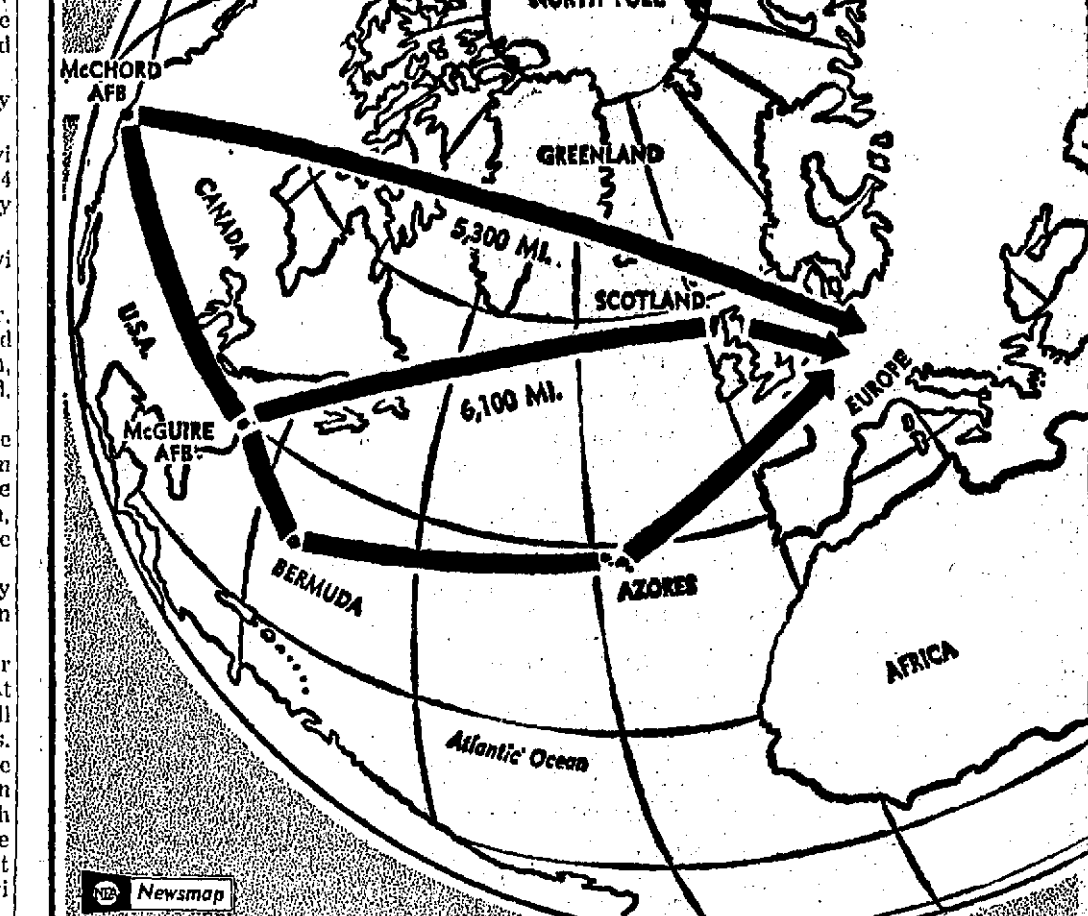 NORTH POLE
McCHORD
AFB
GREENLAND
CANADA
5,300 MI.
U.S.A.
SCOTLAND
6,100 MI.
EUROPE
McGUIRE
AFB
BERMUDA
AZORES
AFRICA
Atlantic Ocean
NEA Newsmap